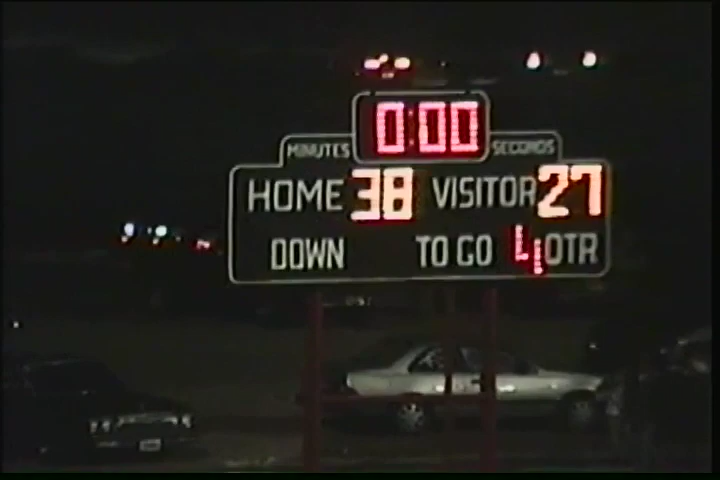 0:00
MINUTES SECONDS
HOME 38 VISITOR 27
DOWN TO GO 4 QTR